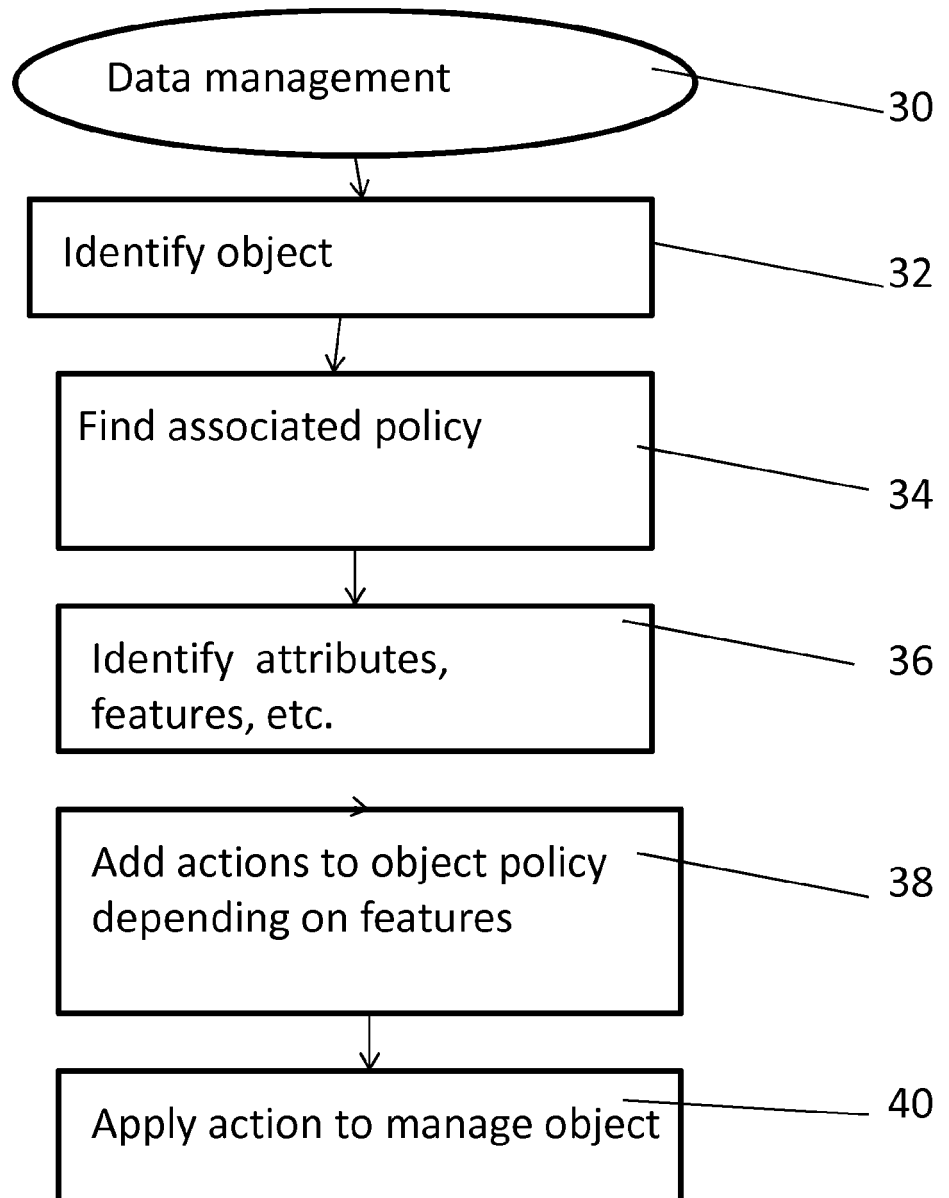 Data management
30
Identify object
32
Find associated policy
34
Identify  attributes,
features, etc.
36
Add actions to object policy
depending on features
38
Apply action to manage object
40